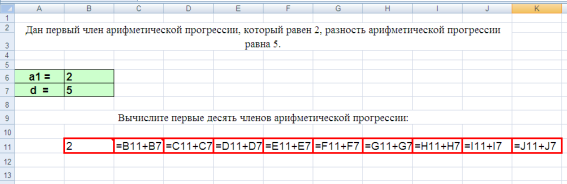 A B C D E F G H I J K
1
2 Дан первый член арифметической прогрессии, который равен 2, разность арифметической прогрессии
3 равна 5.
4
5
6 a1 = 2
7 d = 5
8
9 Вычислите первые десять членов арифметической прогрессии:
10
11 2 =B11+B7 =C11+C7 =D11+D7 =E11+E7 =F11+F7 =G11+G7 =H11+H7 =I11+I7 =J11+J7
12
13